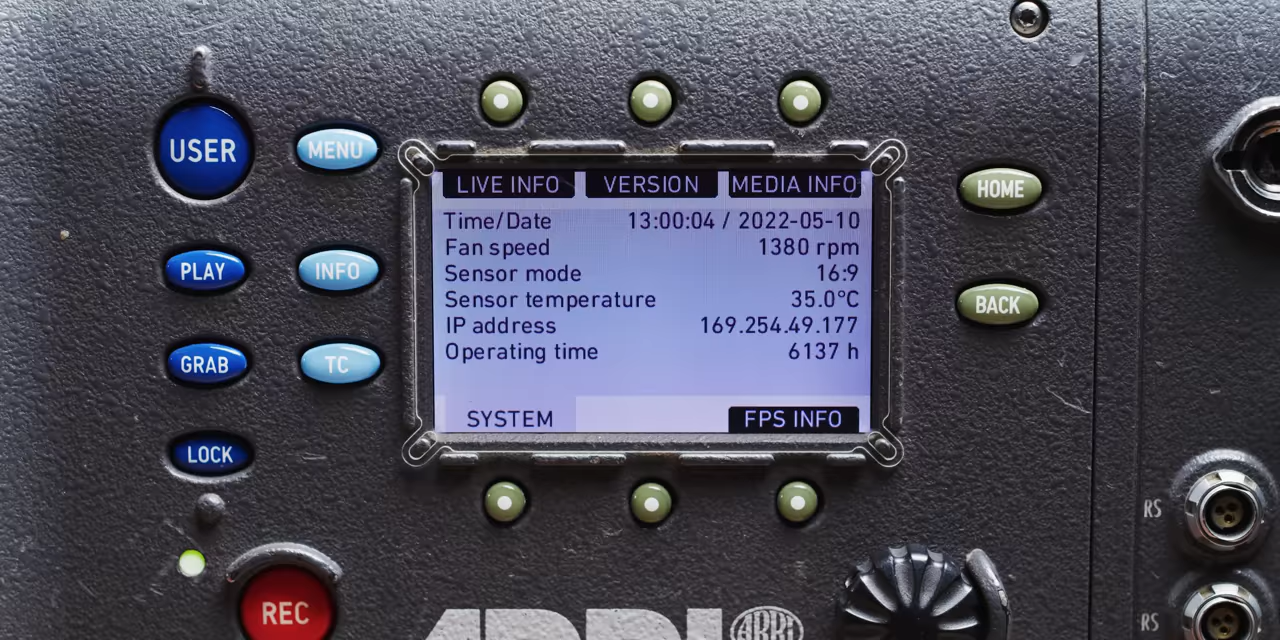 USER
MENU
LIVE INFO VERSION MEDIA INFO
HOME
Time/Date 13:00:04 / 2022-05-10
Fan speed 1380 rpm
Sensor mode 16:9
Sensor temperature 35.0°C
IP address 169.254.49.177
Operating time 6137 h
PLAY
INFO
BACK
GRAB
TC
SYSTEM FPS INFO
LOCK
RS
REC
ARRI ARRI
RS